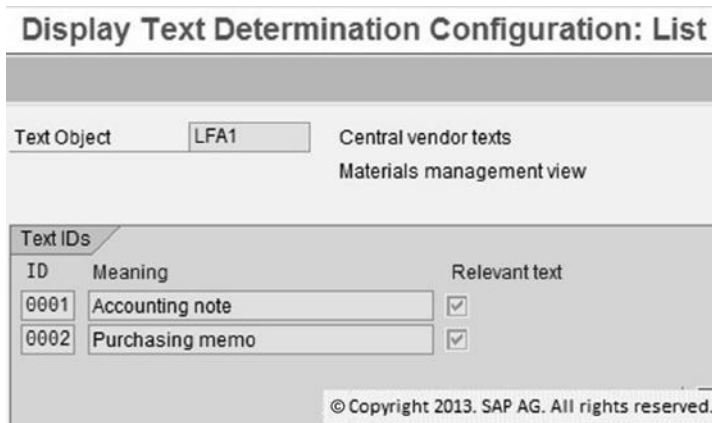 Display Text Determination Configuration: List
Text Object LFA1 Central vendor texts
Materials management view
Text IDs
ID Meaning Relevant text
0001 Accounting note
0002 Purchasing memo
© Copyright 2013. SAP AG. All rights reserved.